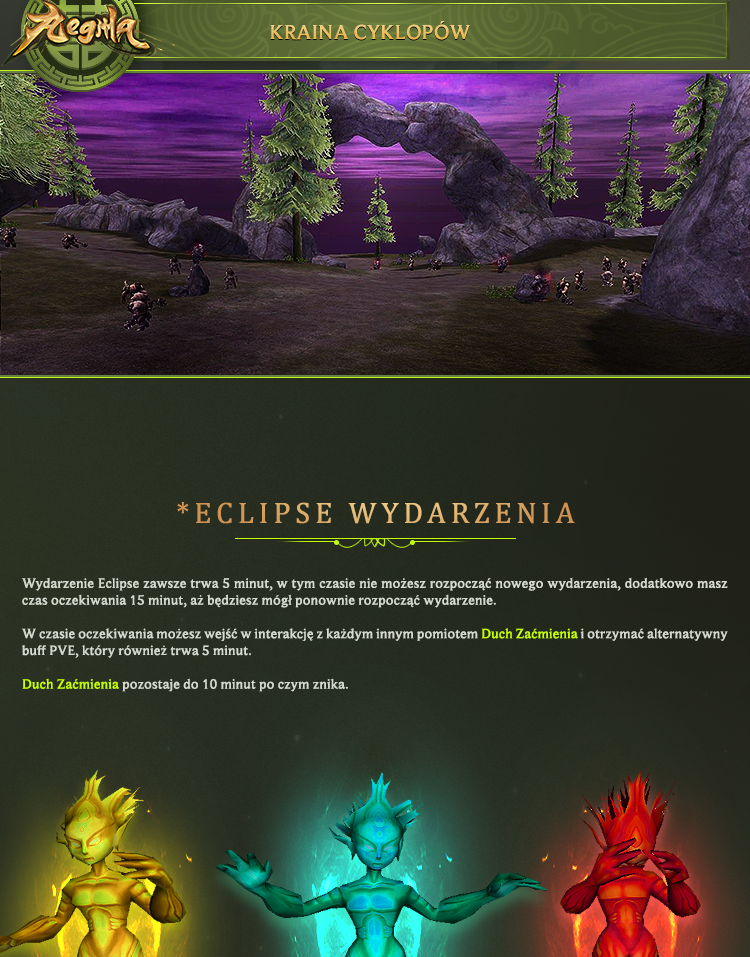 Aegina
KRAINA CYKLOPÓW
*ECLIPSE WYDARZENIA
Wydarzenie Eclipse zawsze trwa 5 minut, w tym czasie nie możesz rozpocząć nowego wydarzenia, dodatkowo masz
czas oczekiwania 15 minut, aż będziesz mógł ponownie rozpocząć wydarzenie.
W czasie oczekiwania możesz wejść w interakcję z każdym innym pomiotem Duch Zaćmienia i otrzymać alternatywny
buff PVE, który również trwa 5 minut.
Duch Zaćmienia pozostaje do 10 minut po czym znika.